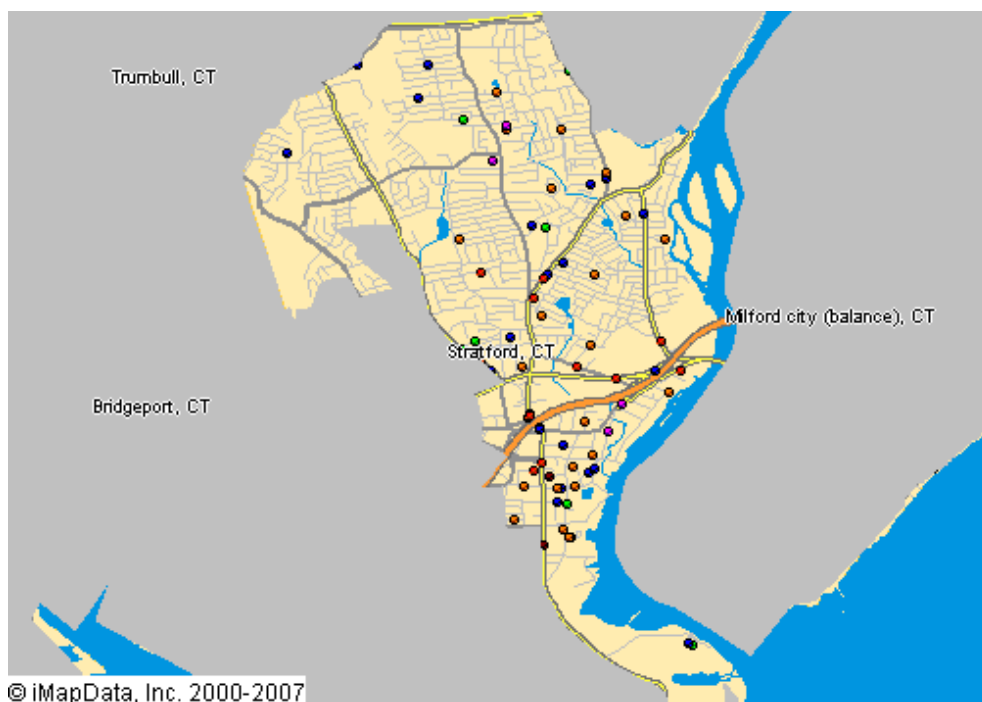 Trumbull, CT
Milford city (balance), CT
Stratford, CT
Bridgeport, CT
© iMapData, Inc. 2000-2007